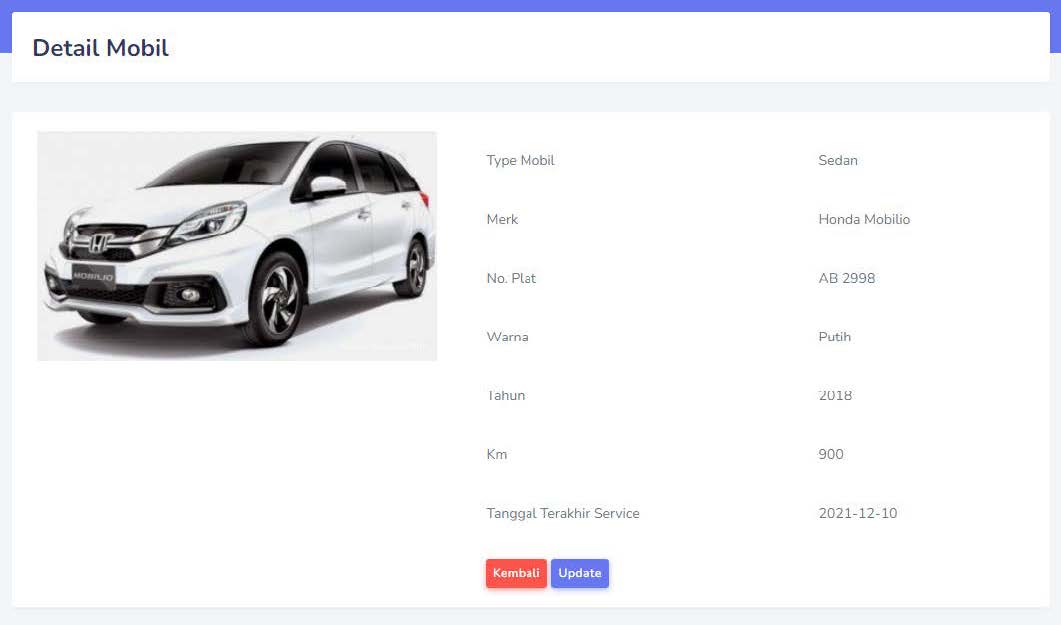 Detail Mobil
MOBILIO
Type Mobil Sedan
Merk Honda Mobilio
No. Plat AB 2998
Warna Putih
Tahun 2018
Km 900
Tanggal Terakhir Service 2021-12-10
Kembali Update